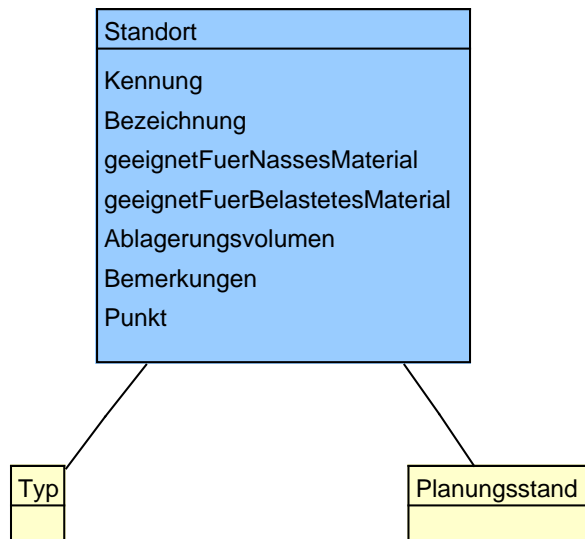 Standort
Kennung
Bezeichnung
geeignetFuerNassesMaterial
geeignetFuerBelastetesMaterial
Ablagerungsvolumen
Bemerkungen
Punkt
Typ
Planungsstand